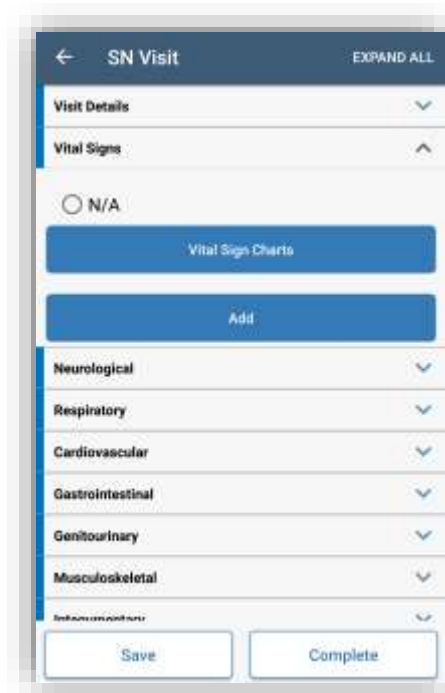 SN Visit EXPAND ALL
Visit Details
Vital Signs
N/A
Vital Sign Charts
Add
Neurological
Respiratory
Cardiovascular
Gastrointestinal
Genitourinary
Musculoskeletal
Integumentary
Save Complete